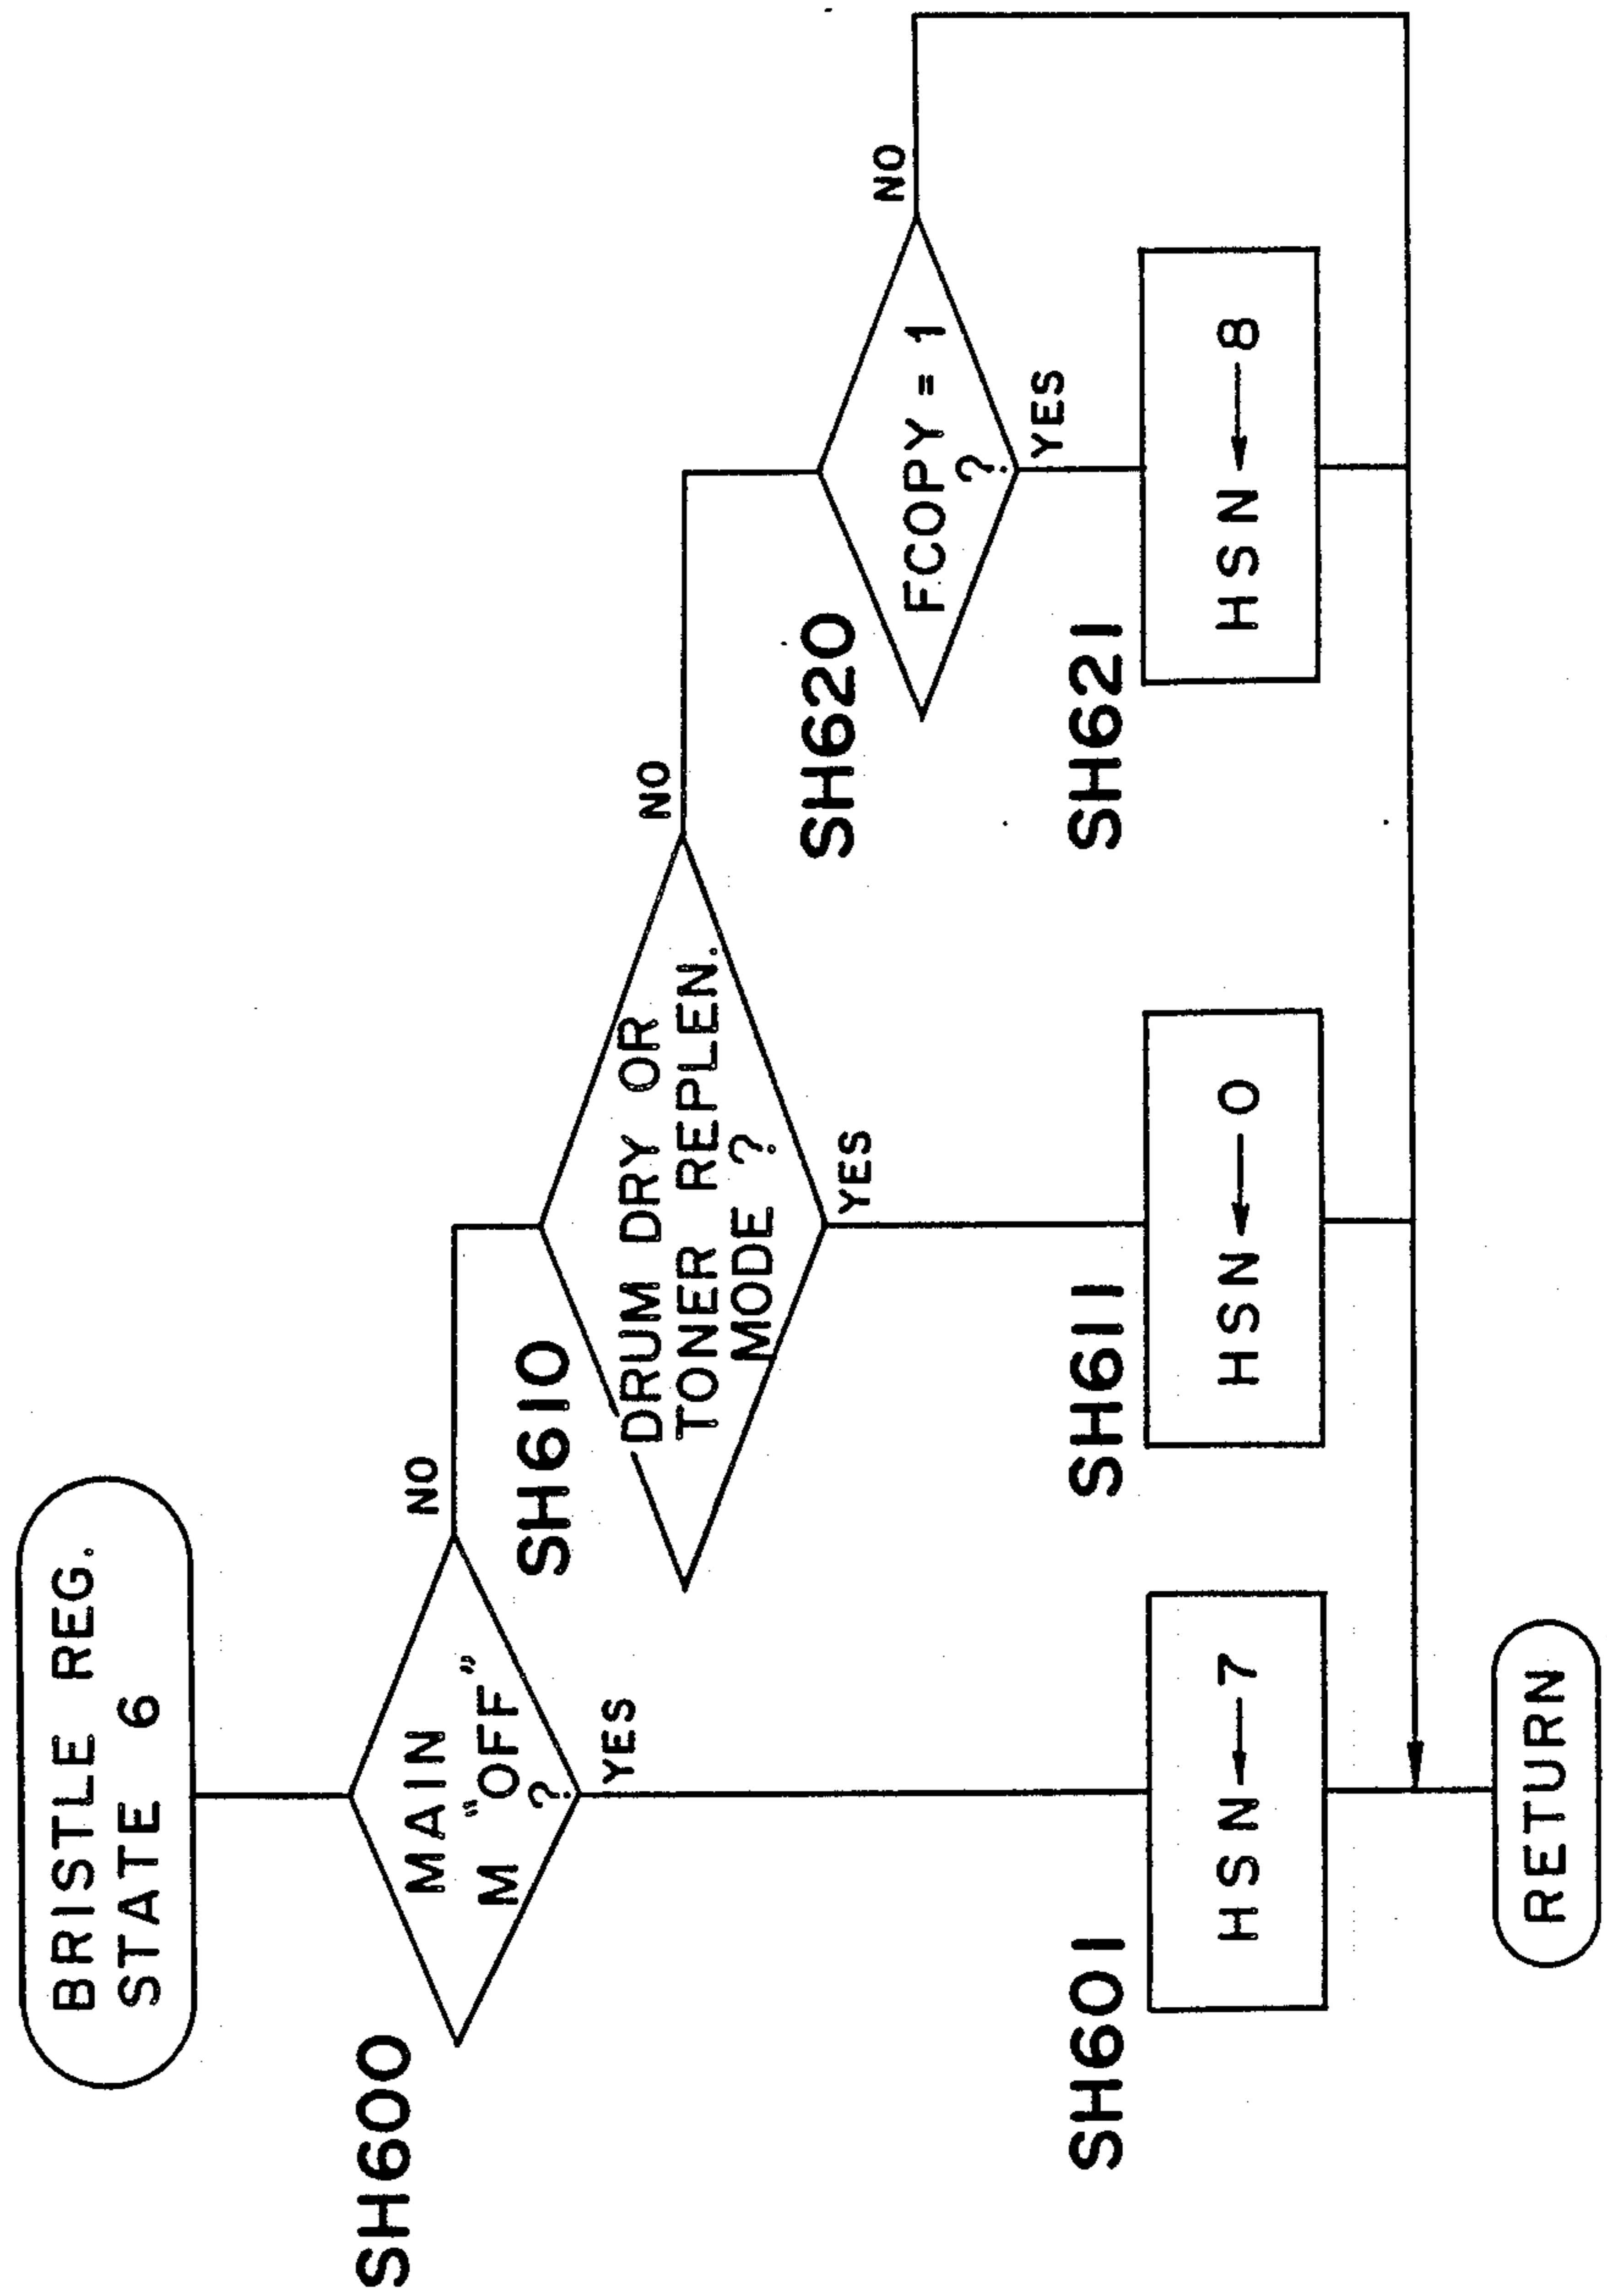 BRISTLE REG.
STATE 6
SH600
MAIN
M “OFF”
?
NO
YES
SH601
HSN←7
SH610
DRUM DRY OR
TONER REPLEN.
MODE ?
NO
YES
SH611
HSN←0
SH620
FCOPY = 1
?
NO
YES
SH621
HSN←8
RETURN